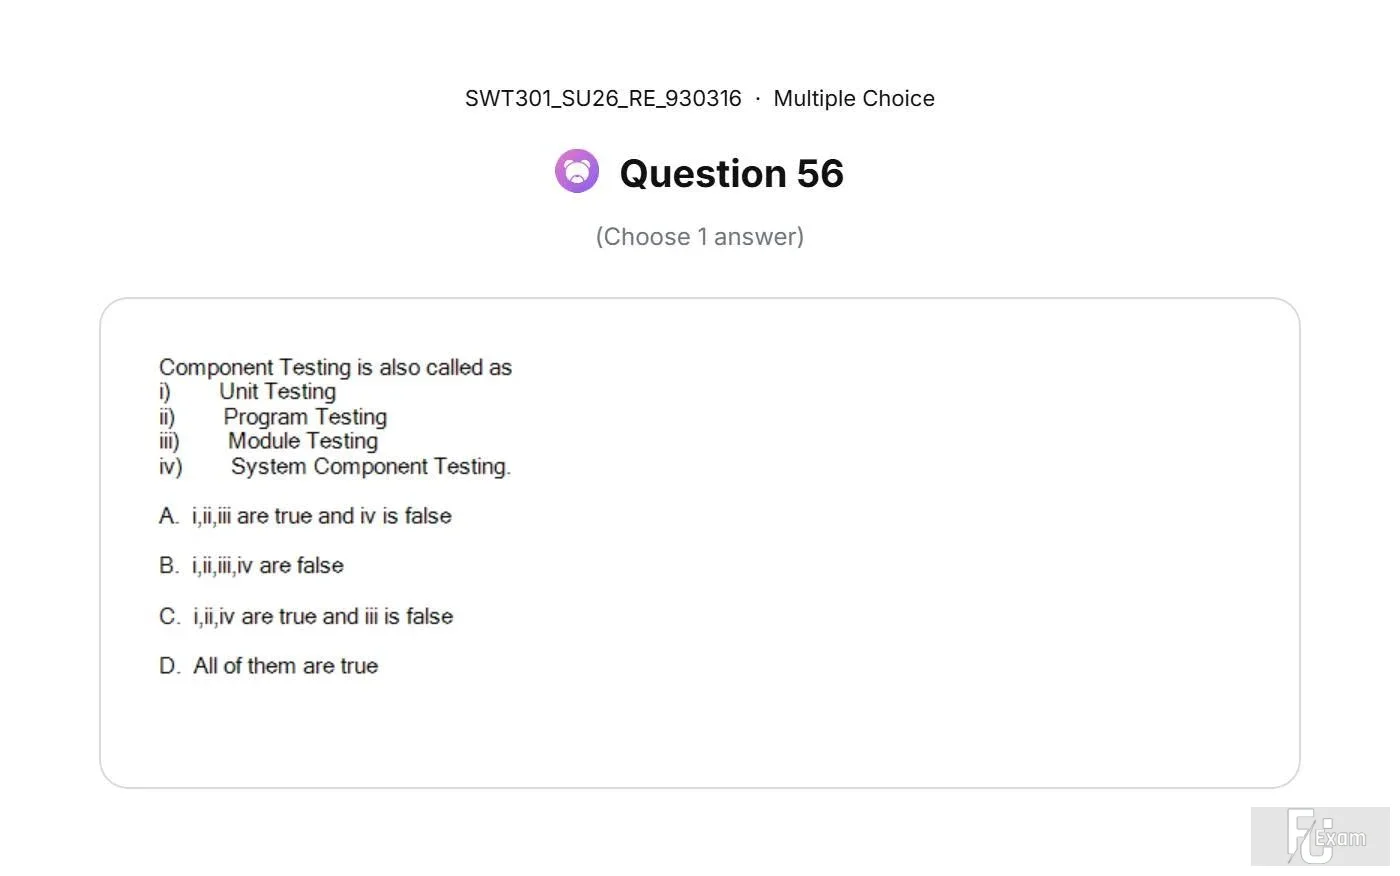 SWT301_SU26_RE_930316 · Multiple Choice
Question 56
(Choose 1 answer)
Component Testing is also called as
i) Unit Testing
ii) Program Testing
iii) Module Testing
iv) System Component Testing.
A. i,ii,iii are true and iv is false
B. i,ii,iii,iv are false
C. i,ii,iv are true and iii is false
D. All of them are true
FC Exam